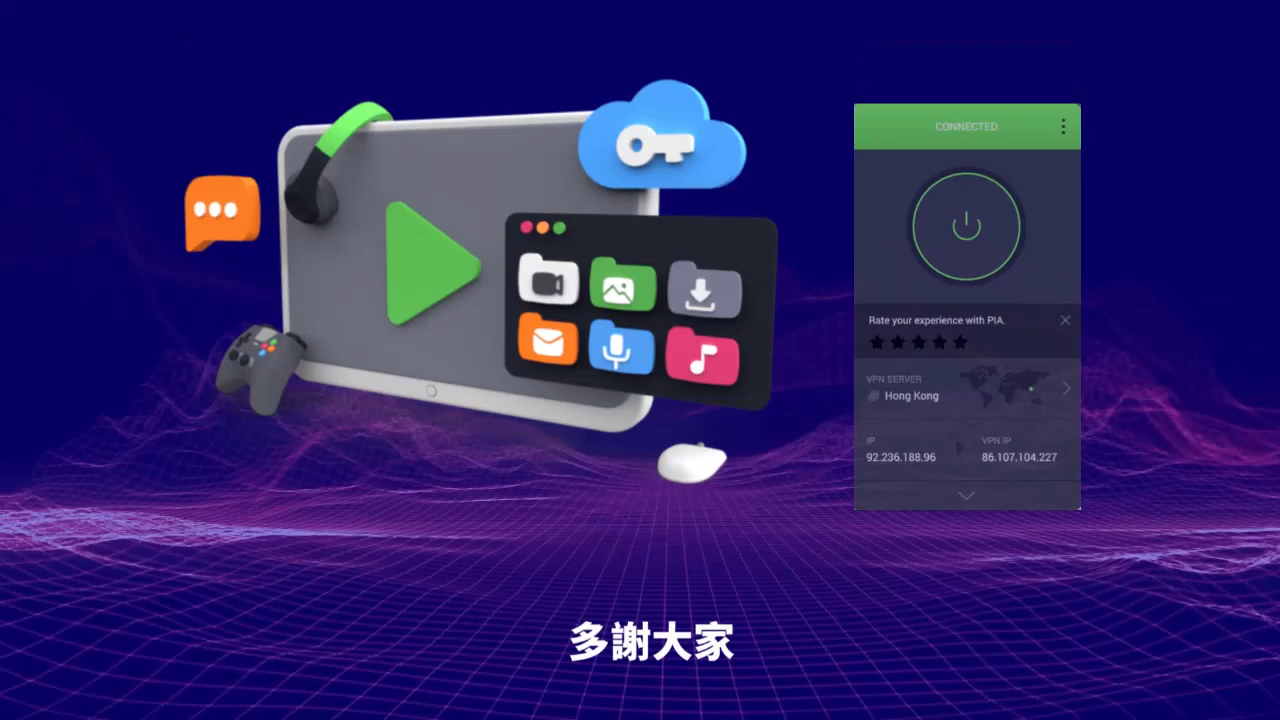 CONNECTED
Rate your experience with PIA.
VPN SERVER
Hong Kong
IP
VPN IP
92.236.188.96
86.107.104.227
多謝大家